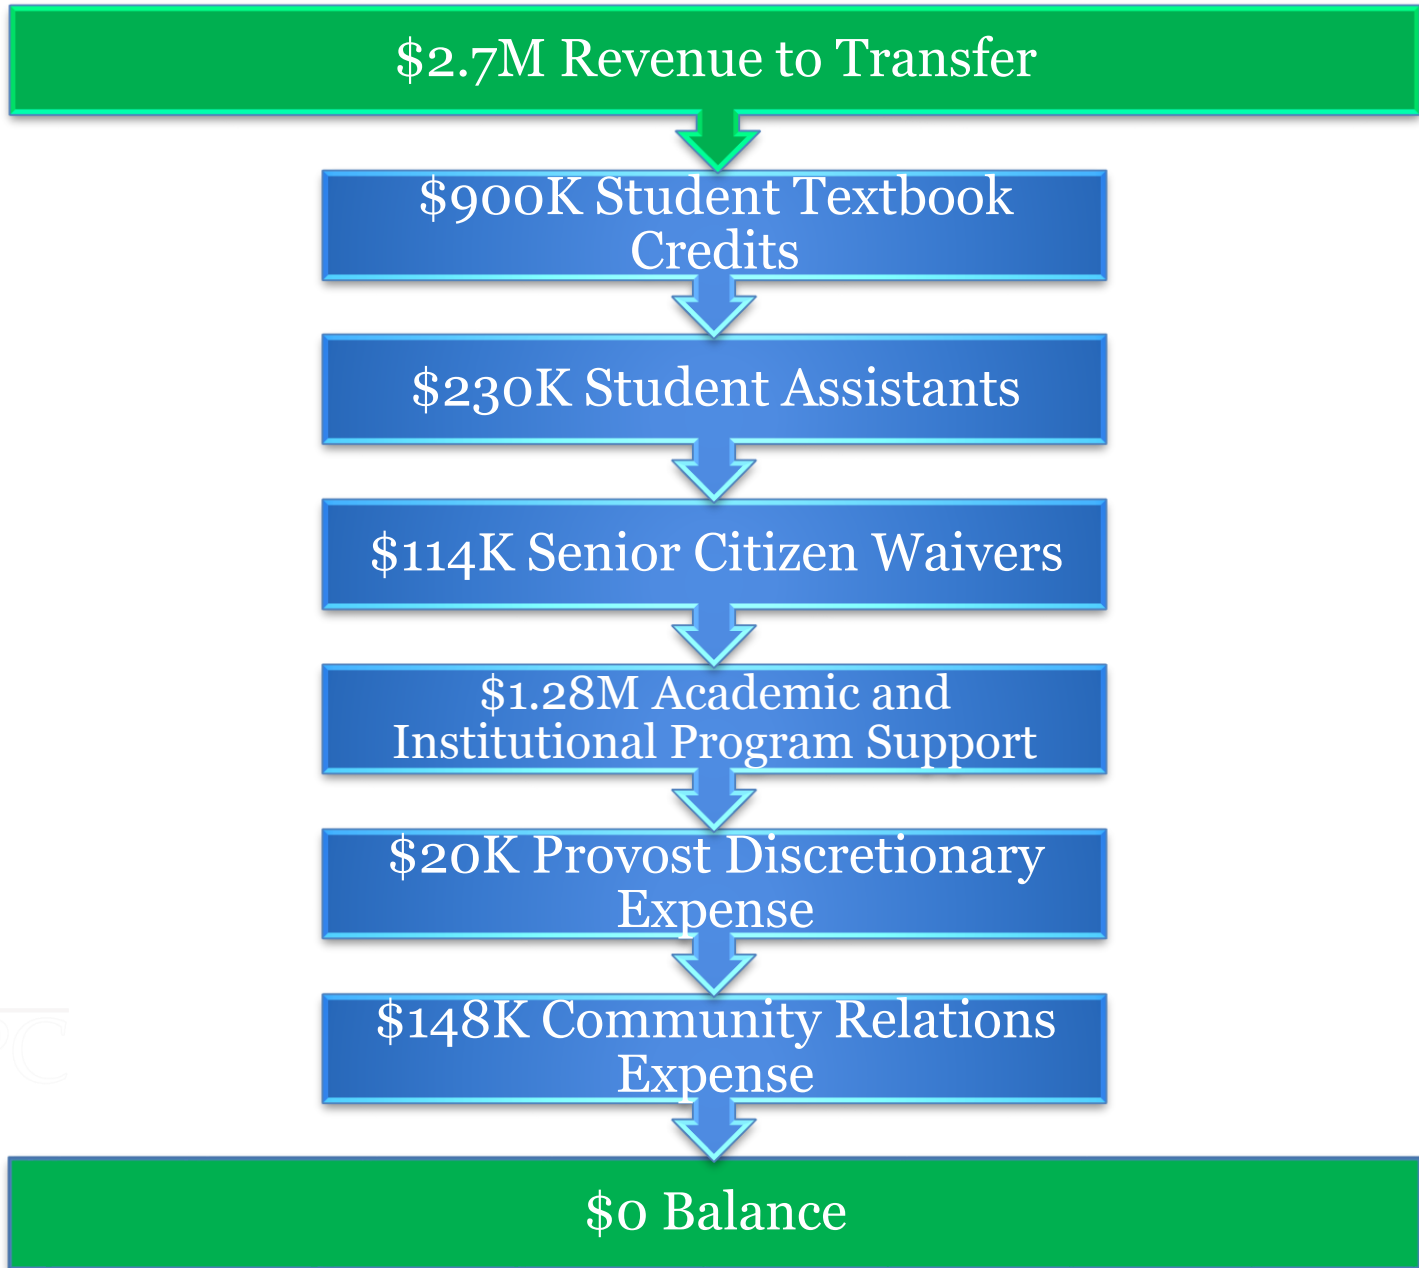 $2.7M Revenue to Transfer
$900K Student Textbook
Credits
$230K Student Assistants
$114K Senior Citizen Waivers
$1.28M Academic and
Institutional Program Support
$20K Provost Discretionary
Expense
$148K Community Relations
Expense
$0 Balance